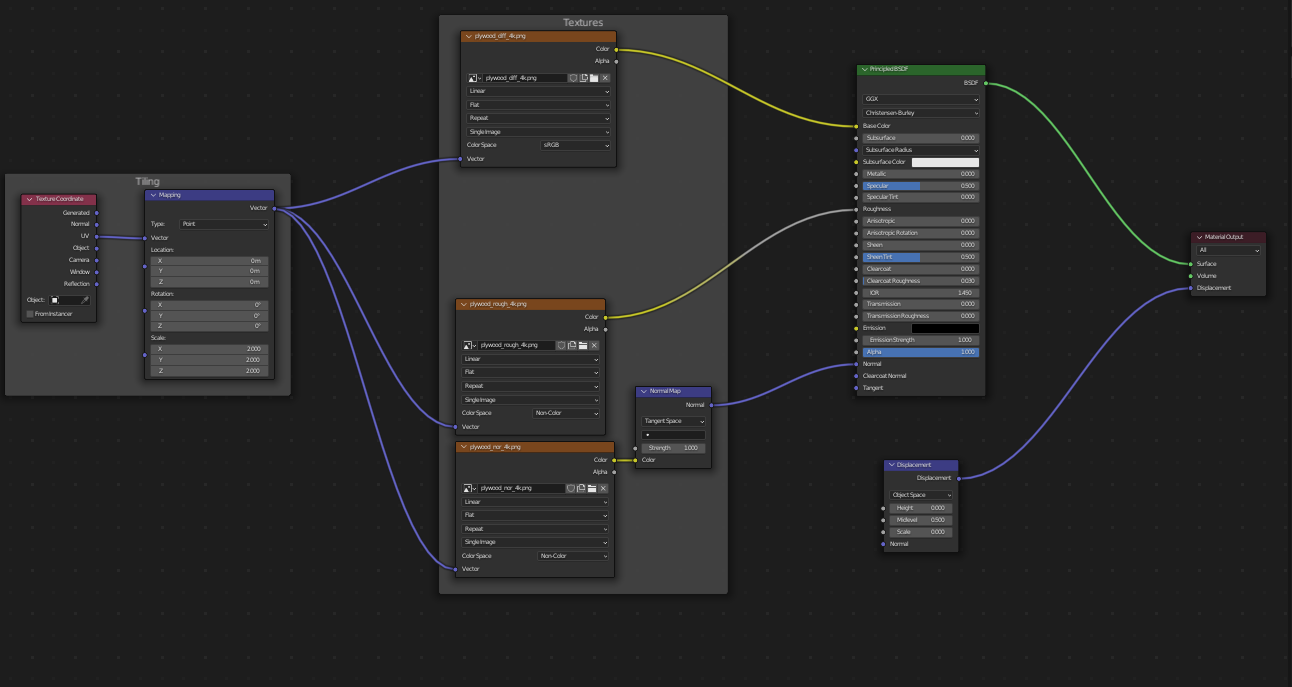 Tiling
Texture Coordinate
Generated
Normal
UV
Object
Camera
Window
Reflection
Object:
From Instancer
Mapping
Vector
Type: Point
Vector
Location:
X 0 m
Y 0 m
Z 0 m
Rotation:
X 0°
Y 0°
Z 0°
Scale:
X 2.000
Y 2.000
Z 2.000
Textures
plywood_diff_4k.png
Color
Alpha
plywood_diff_4k.png
Linear
Flat
Repeat
Single Image
Color Space sRGB
Vector
plywood_rough_4k.png
Color
Alpha
plywood_rough_4k.png
Linear
Flat
Repeat
Single Image
Color Space Non-Color
Vector
plywood_nor_4k.png
Color
Alpha
plywood_nor_4k.png
Linear
Flat
Repeat
Single Image
Color Space Non-Color
Vector
Normal Map
Normal
Tangent Space
Strength 1.000
Color
Principled BSDF
BSDF
GGX
Christensen-Burley
Base Color
Subsurface 0.000
Subsurface Radius
Subsurface Color
Metallic 0.000
Specular 0.500
Specular Tint 0.000
Roughness
Anisotropic 0.000
Anisotropic Rotation 0.000
Sheen 0.000
Sheen Tint 0.500
Clearcoat 0.000
Clearcoat Roughness 0.030
IOR 1.450
Transmission 0.000
Transmission Roughness 0.000
Emission
Emission Strength 1.000
Alpha 1.000
Normal
Clearcoat Normal
Tangent
Displacement
Displacement
Object Space
Height 0.000
Midlevel 0.500
Scale 0.000
Normal
Material Output
All
Surface
Volume
Displacement